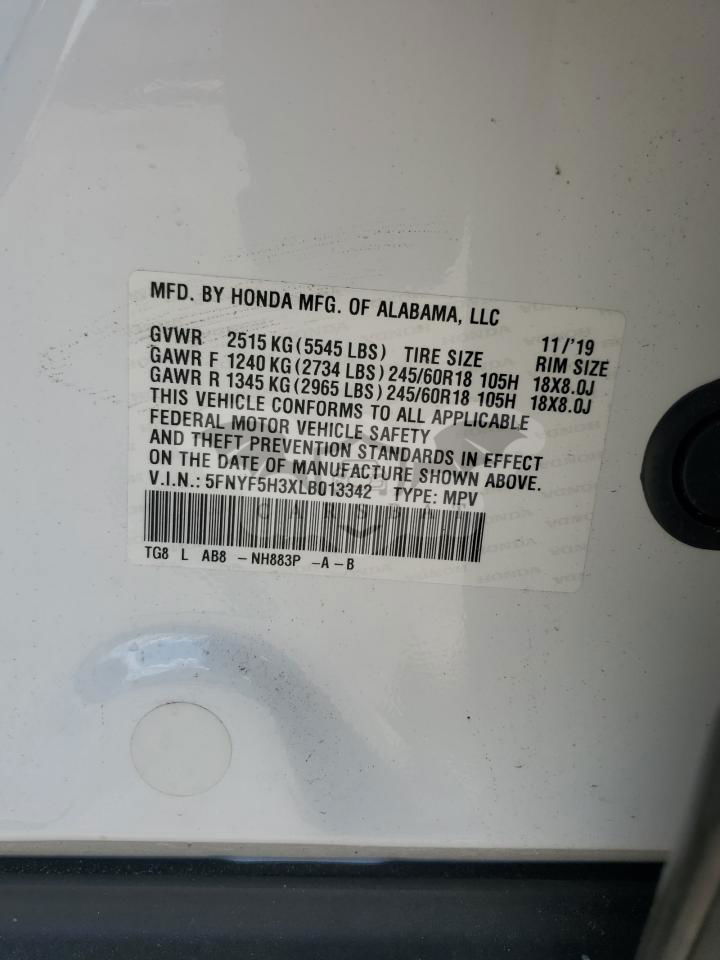 MFD. BY HONDA MFG. OF ALABAMA, LLC
GVWR 2515 KG (5545 LBS) TIRE SIZE 11/'19 RIM SIZE
GAWR F 1240 KG (2734 LBS) 245/60R18 105H 18X8.0J
GAWR R 1345 KG (2965 LBS) 245/60R18 105H 18X8.0J
THIS VEHICLE CONFORMS TO ALL APPLICABLE
FEDERAL MOTOR VEHICLE SAFETY
AND THEFT PREVENTION STANDARDS IN EFFECT
ON THE DATE OF MANUFACTURE SHOWN ABOVE.
V.I.N.: 5FNYF5H3XLB013342 TYPE: MPV
TG8 L AB8 - NH883P - A - B
HONDA